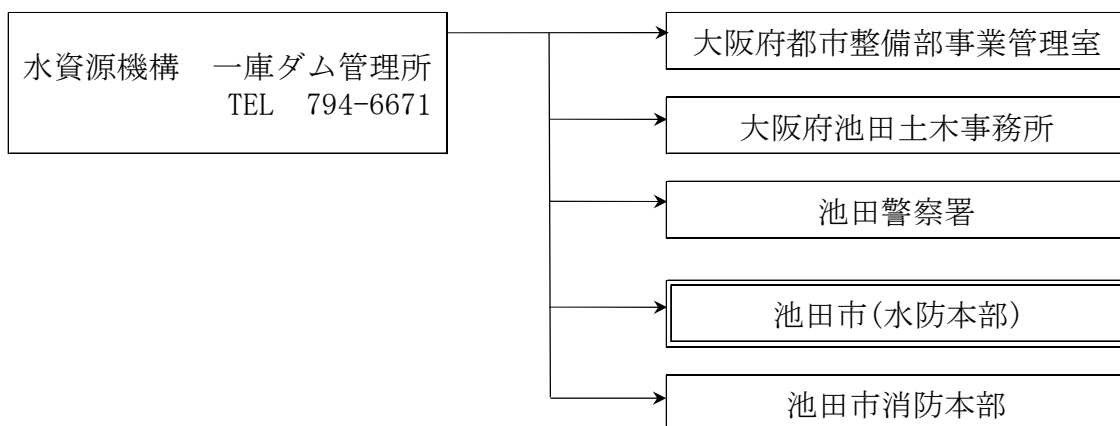 水資源機構　一庫ダム管理所
TEL　794-6671
大阪府都市整備部事業管理室
大阪府池田土木事務所
池田警察署
池田市(水防本部)
池田市消防本部